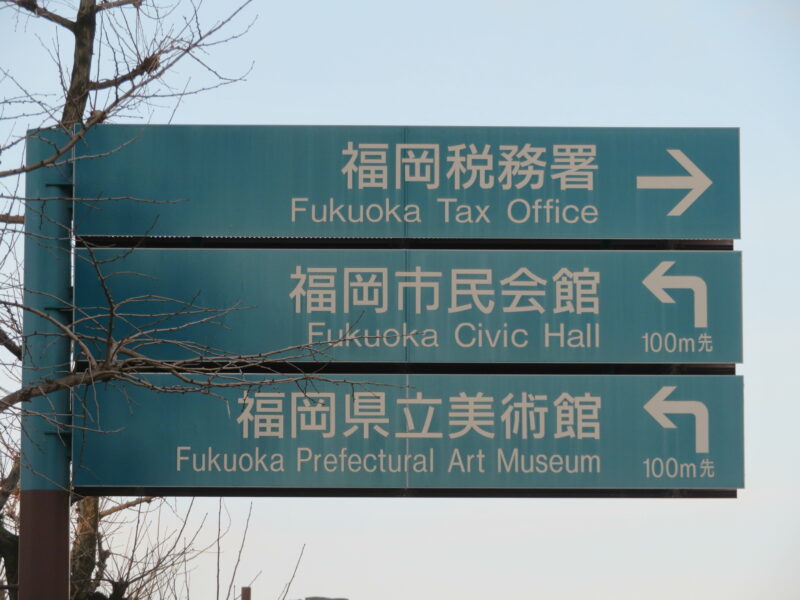 福岡税務署
Fukuoka Tax Office
福岡市民会館
Fukuoka Civic Hall
100m先
福岡県立美術館
Fukuoka Prefectural Art Museum
100m先